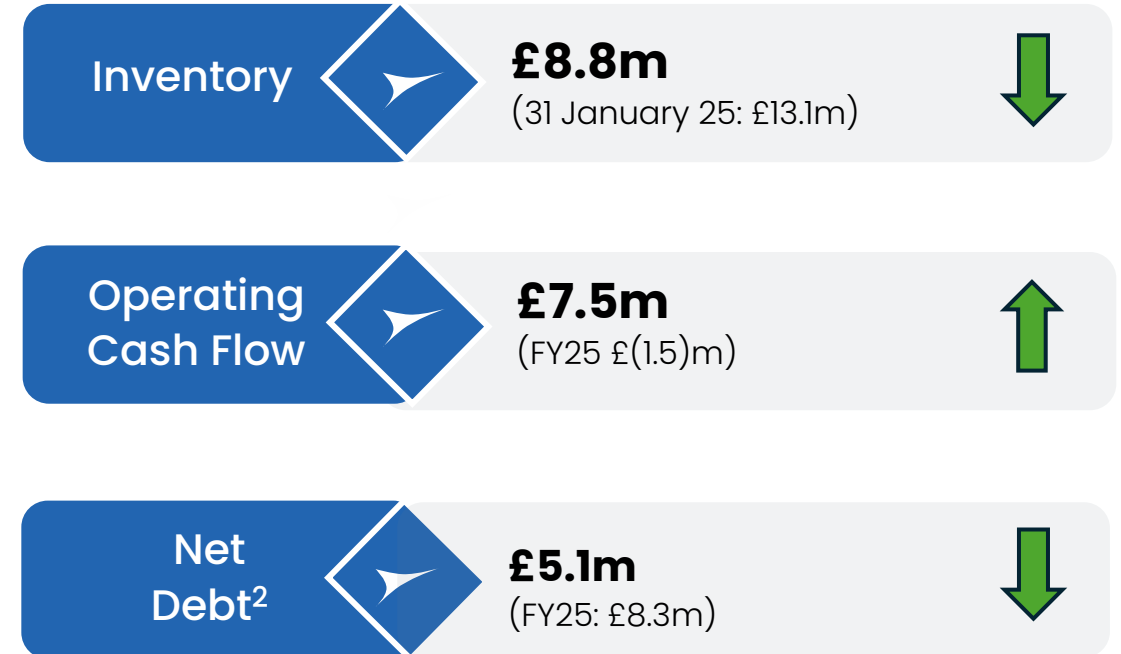 Inventory
£8.8m
(31 January 25: £13.1m)
Operating
Cash Flow
£7.5m
(FY25 £(1.5)m)
Net
Debt²
£5.1m
(FY25: £8.3m)